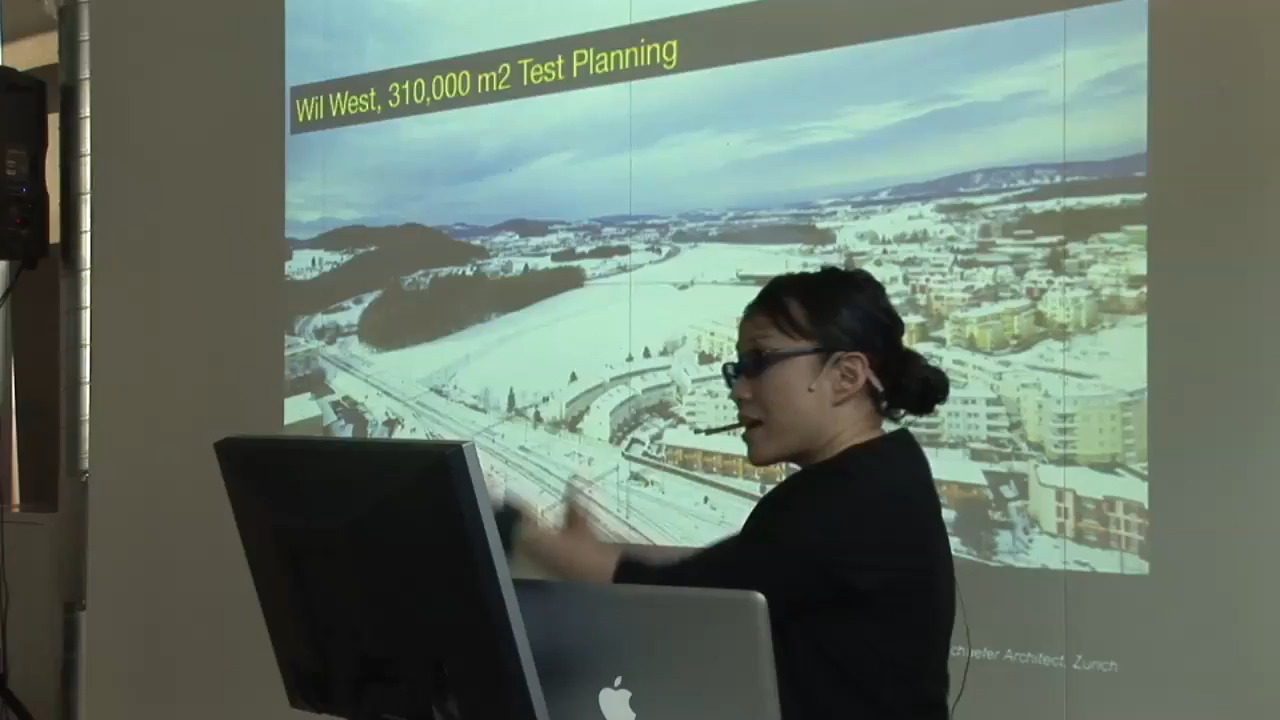 Wil West, 310,000 m2 Test Planning
Architect, Zurich